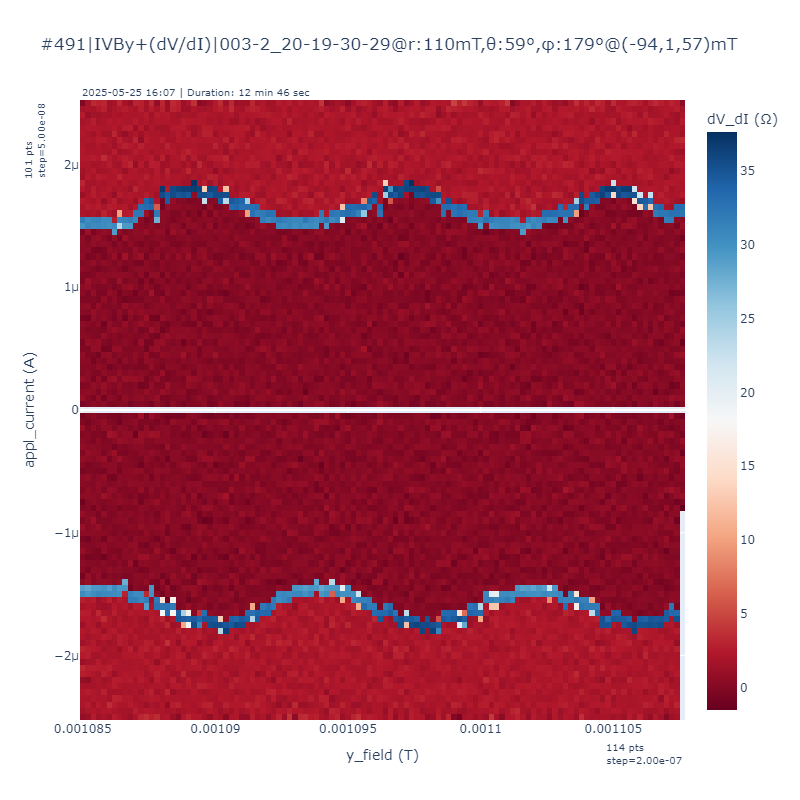 #491|IVBy+(dV/dI)|003-2_20-19-30-29@r:110mT,θ:59º,φ:179º@(-94,1,57)mT
2025-05-25 16:07 | Duration: 12 min 46 sec
101 pts
step=5.00e-08
dV_dI (Ω)
35
30
25
20
15
10
5
0
2μ
1μ
0
−1μ
−2μ
appl_current (A)
0.001085
0.00109
0.001095
0.0011
0.001105
y_field (T)
114 pts
step=2.00e-07